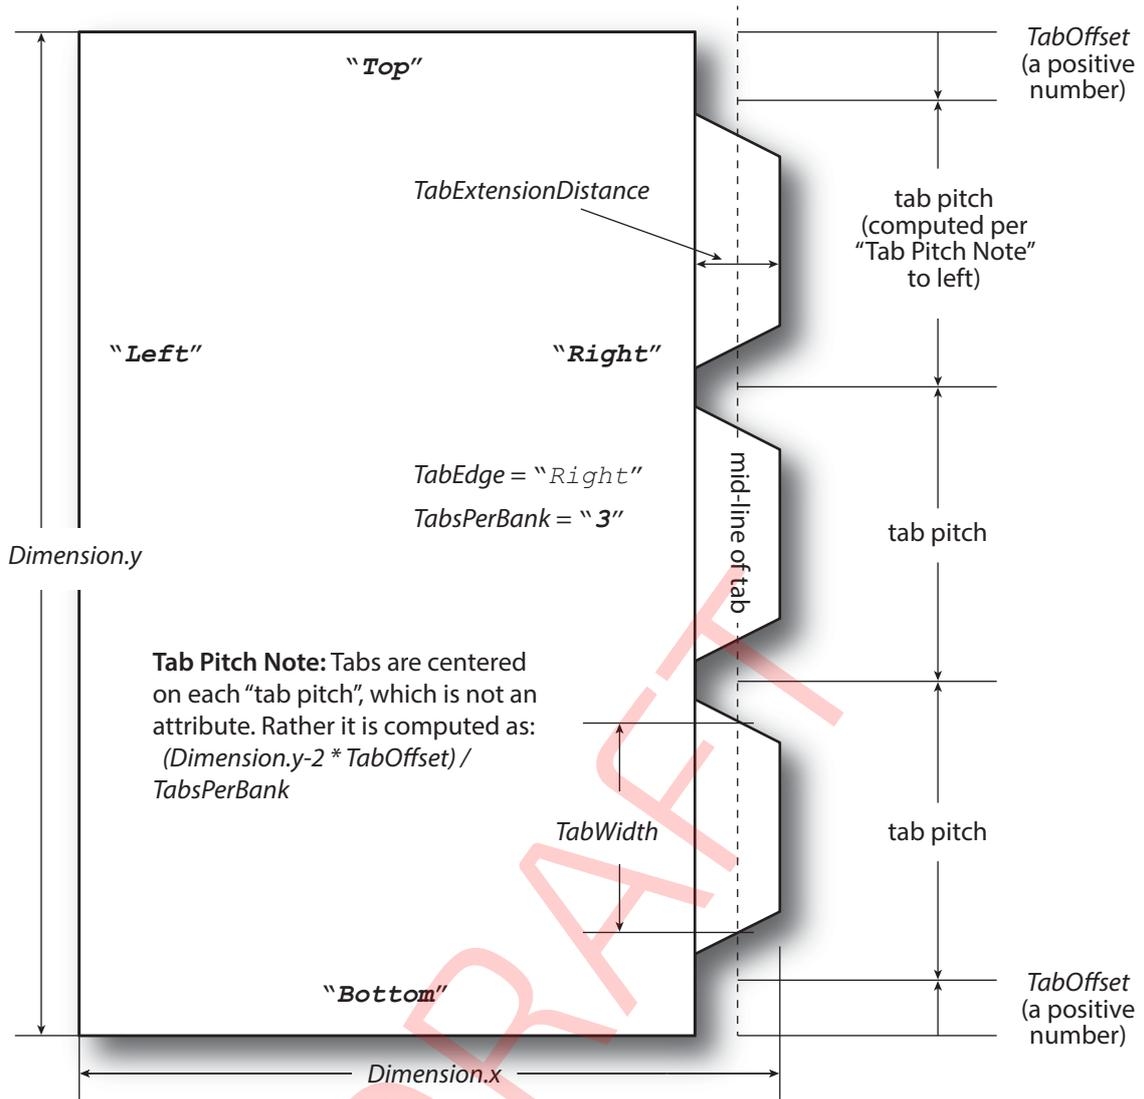 “Top”
TabOffset
(a positive
number)
TabExtensionDistance
tab pitch
(computed per
“Tab Pitch Note”
to left)
“Left”
“Right”
TabEdge = “Right”
TabsPerBank = “3”
mid-line of tab
tab pitch
Dimension.y
Tab Pitch Note: Tabs are centered
on each “tab pitch”, which is not an
attribute. Rather it is computed as:
(Dimension.y-2 * TabOffset) /
TabsPerBank
TabWidth
tab pitch
“Bottom”
TabOffset
(a positive
number)
Dimension.x
DRAFT